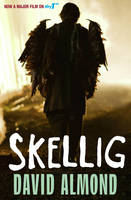 NOW A MAJOR FILM ON sky1
SKELLIG
DAVID ALMOND